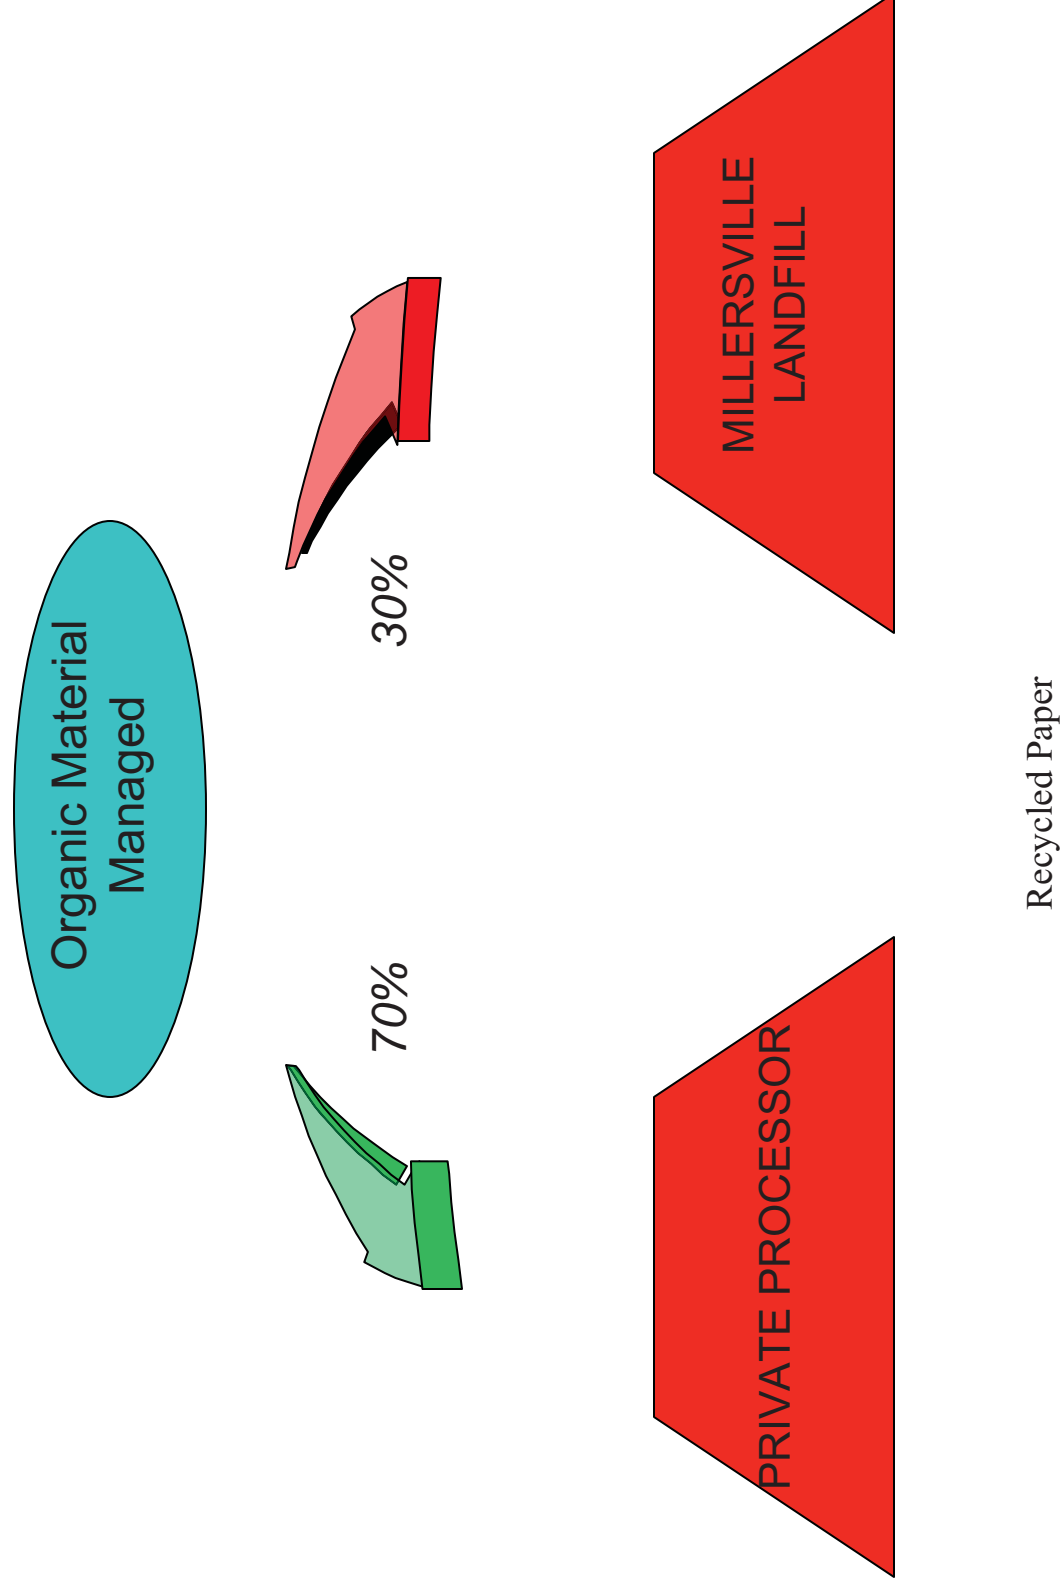 Organic Material
Managed
70%
30%
PRIVATE PROCESSOR
MILLERSVILLE
LANDFILL
Recycled Paper